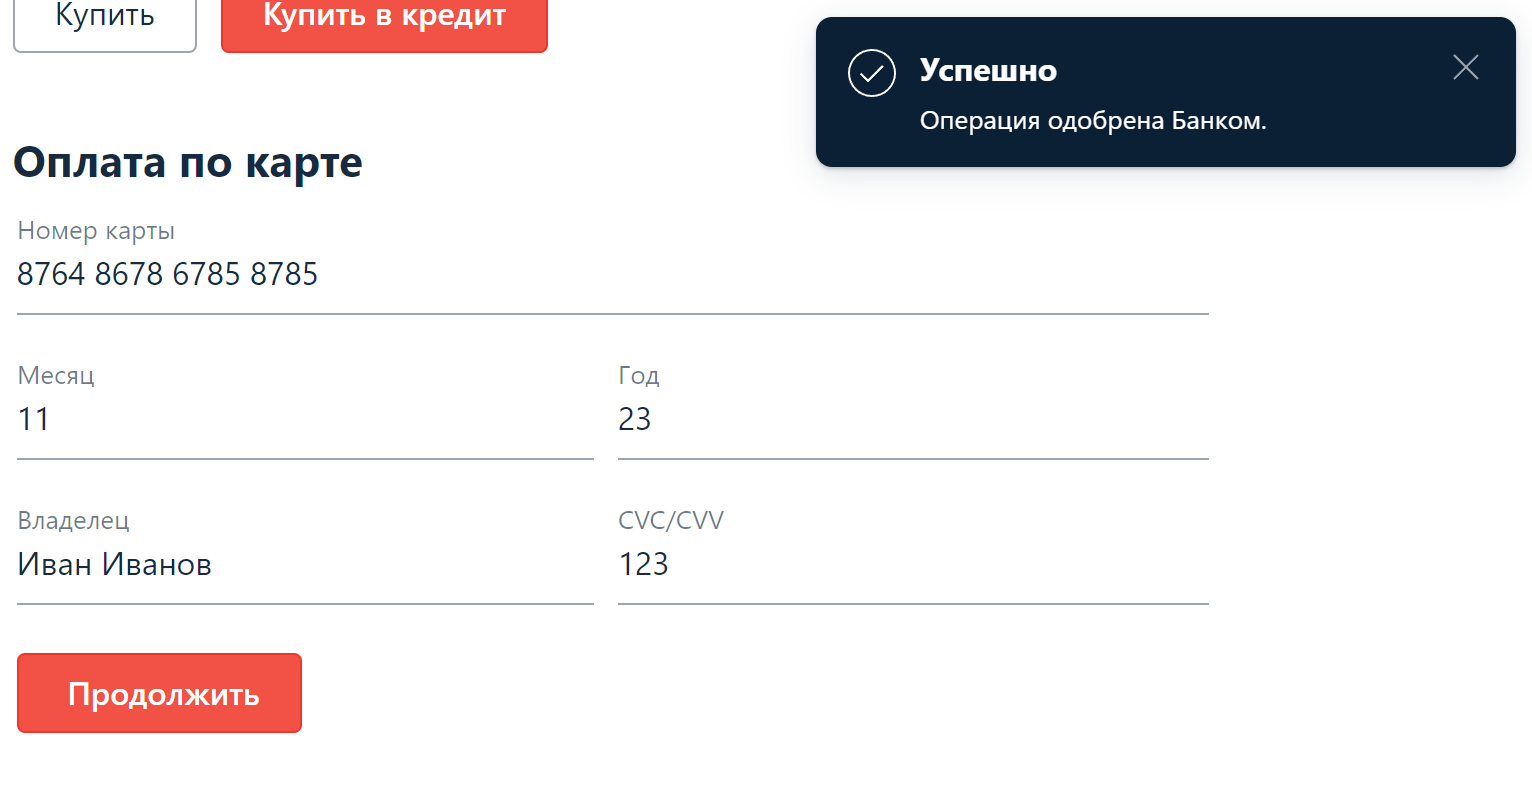 Купить
Купить в кредит
Успешно
Операция одобрена Банком.
Оплата по карте
Номер карты
8764 8678 6785 8785
Месяц
Год
11
23
Владелец
CVC/CVV
Иван Иванов
123
Продолжить